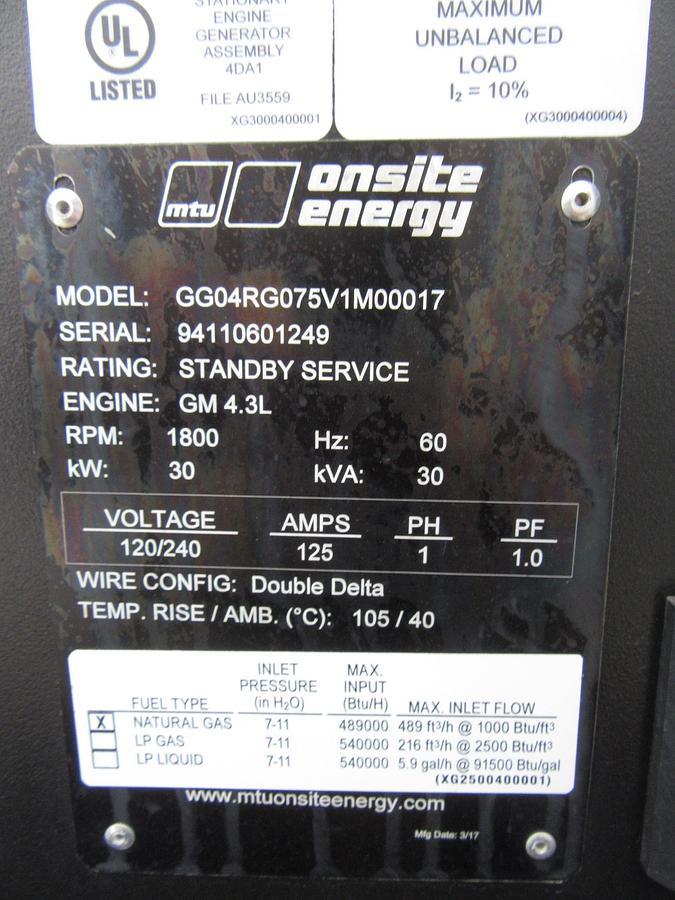 UL
®
LISTED
STATIONARY
ENGINE
GENERATOR
ASSEMBLY
4DA1
FILE AU3559
XG3000400001
MAXIMUM
UNBALANCED
LOAD
I₂ = 10%
(XG3000400004)
mtu onsite energy
MODEL: GG04RG075V1M00017
SERIAL: 94110601249
RATING: STANDBY SERVICE
ENGINE: GM 4.3L
RPM: 1800 Hz: 60
kW: 30 kVA: 30
VOLTAGE AMPS PH PF
120/240 125 1 1.0
WIRE CONFIG: Double Delta
TEMP. RISE / AMB. (°C): 105 / 40
FUEL TYPE INLET PRESSURE (in H₂O) MAX. INPUT (Btu/H) MAX. INLET FLOW
X NATURAL GAS 7-11 489000 489 ft³/h @ 1000 Btu/ft³
LP GAS 7-11 540000 216 ft³/h @ 2500 Btu/ft³
LP LIQUID 7-11 540000 5.9 gal/h @ 91500 Btu/gal
(XG2500400001)
www.mtuonsiteenergy.com
Mfg Date: 3/17